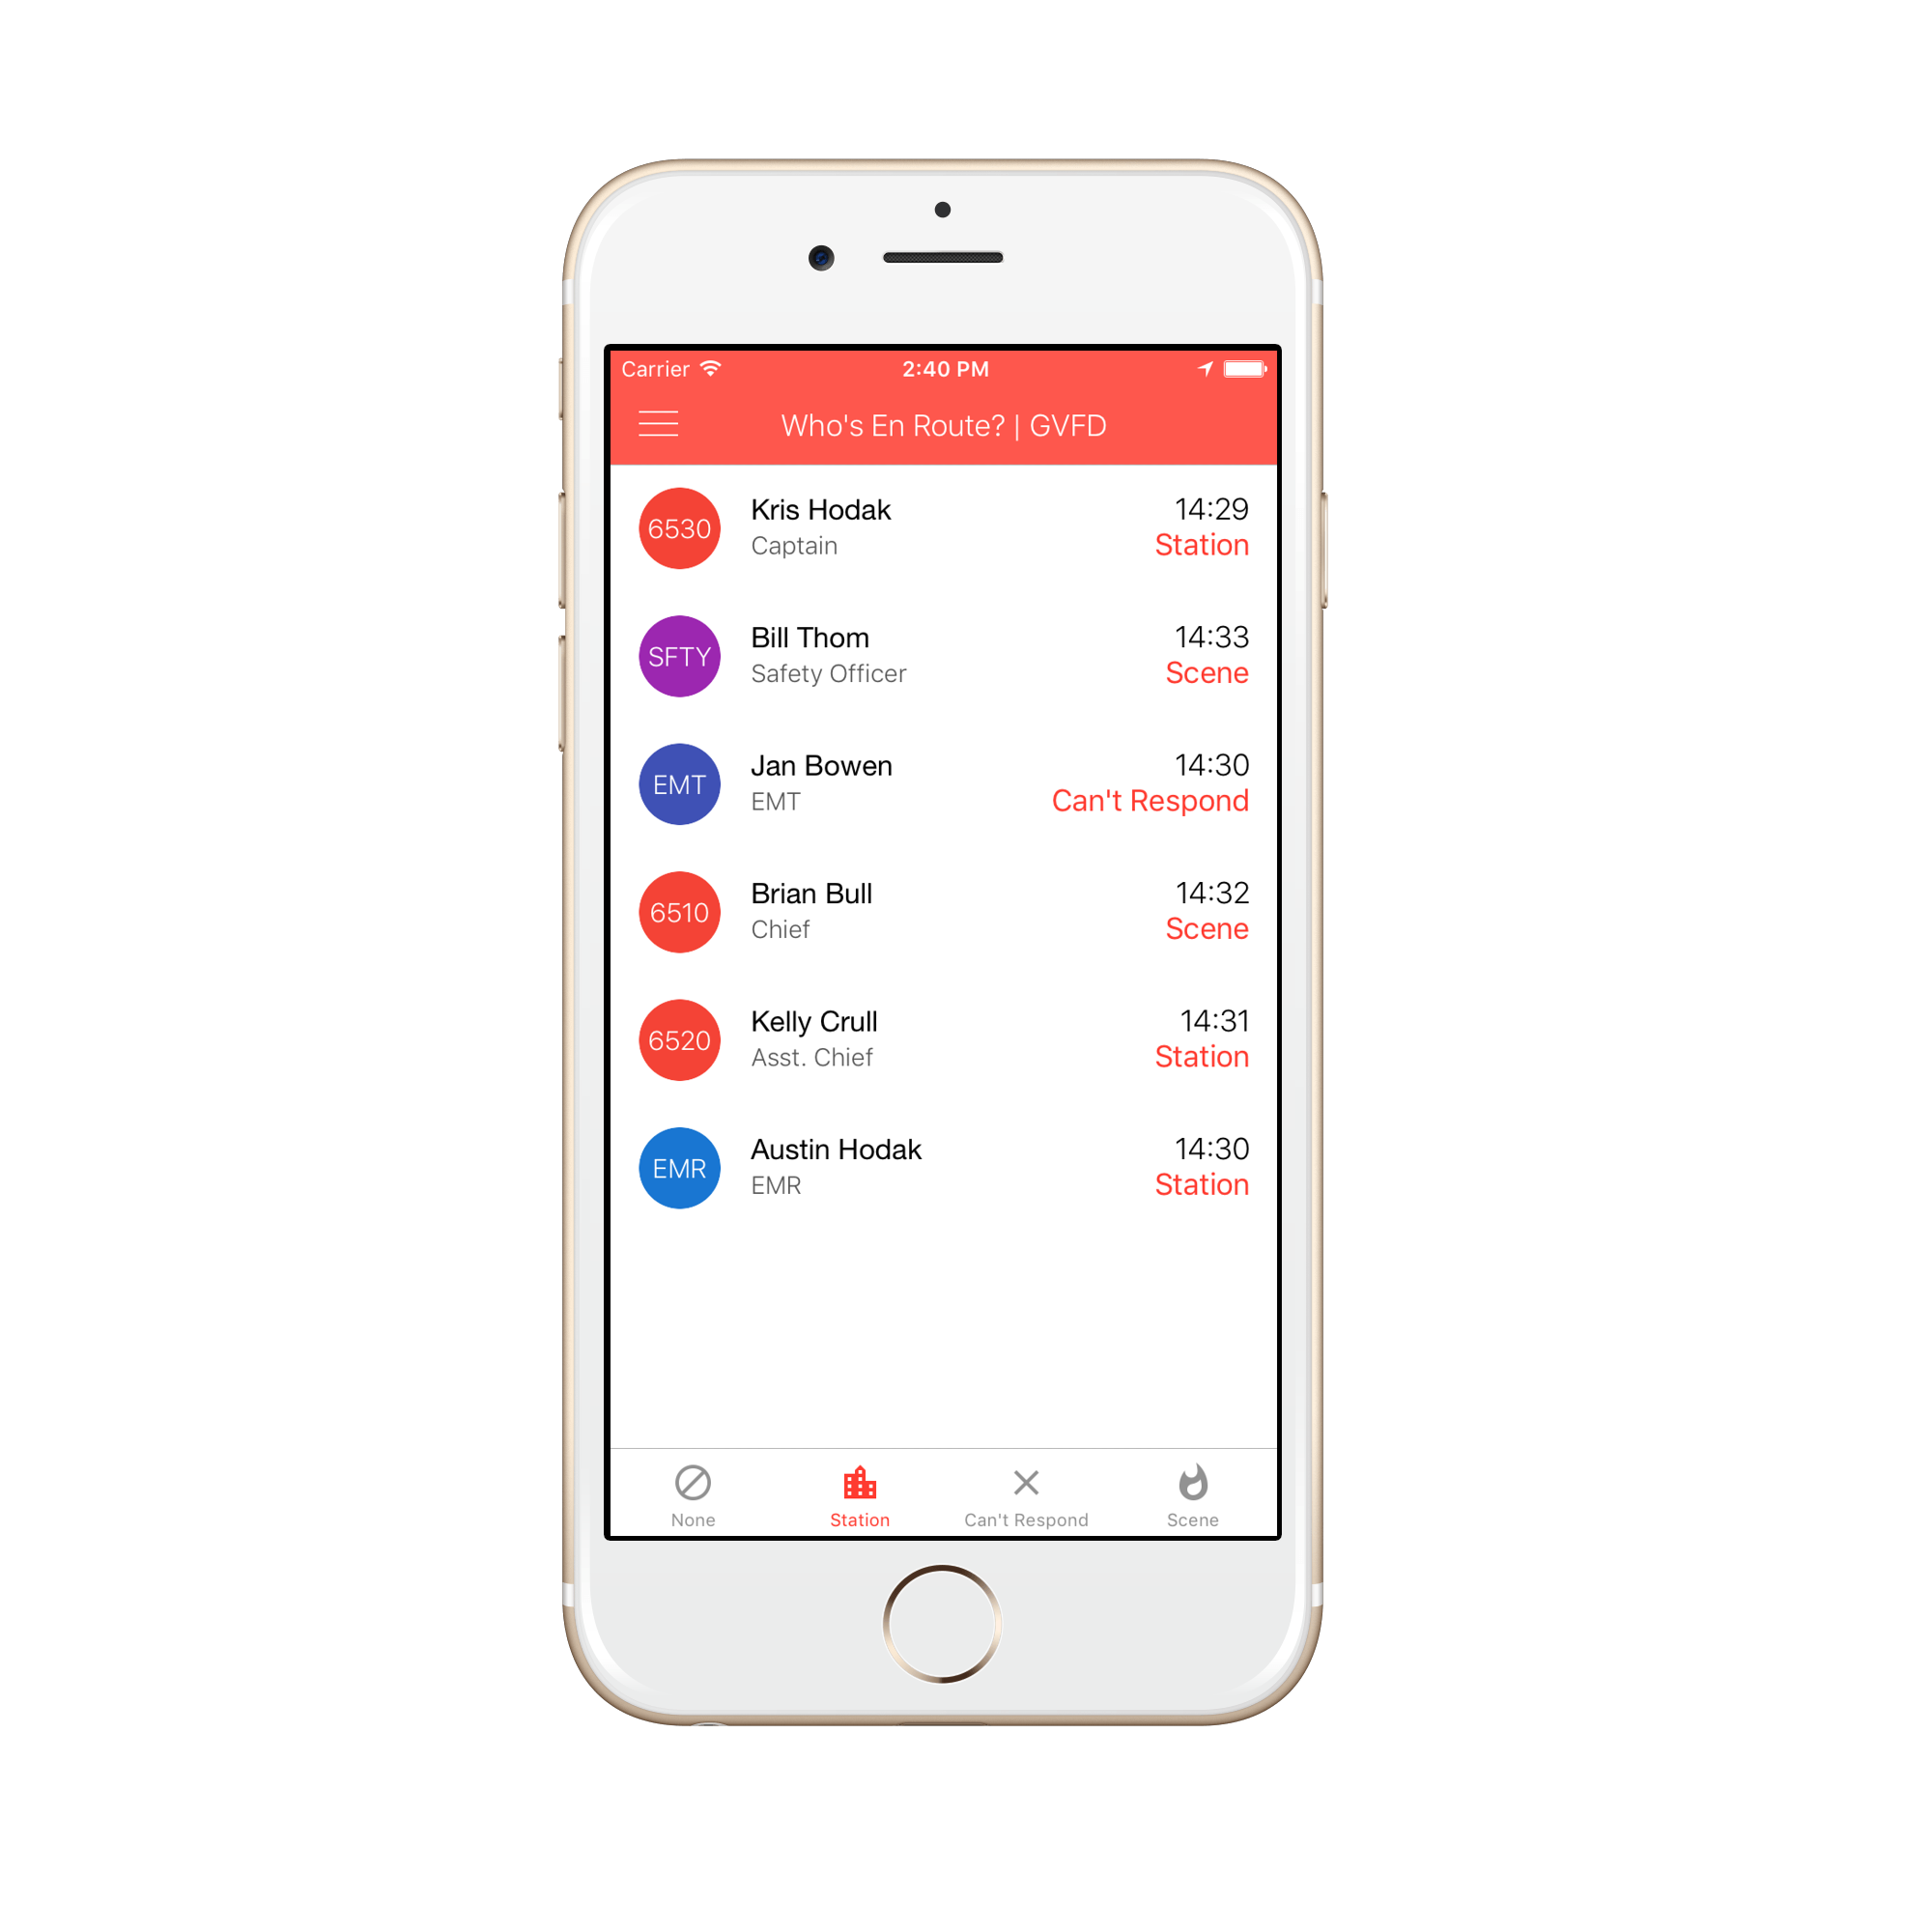 Carrier 2:40 PM
Who's En Route? | GVFD
6530 Kris Hodak 14:29
Captain Station
SFTY Bill Thom 14:33
Safety Officer Scene
EMT Jan Bowen 14:30
EMT Can't Respond
6510 Brian Bull 14:32
Chief Scene
6520 Kelly Crull 14:31
Asst. Chief Station
EMR Austin Hodak 14:30
EMR Station
None Station Can't Respond Scene